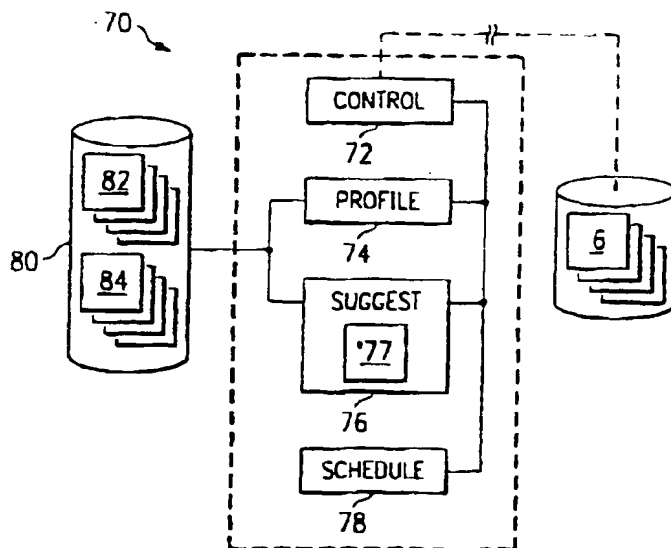 70
CONTROL
72
82
PROFILE
6
74
80
84
SUGGEST
'77
76
SCHEDULE
78